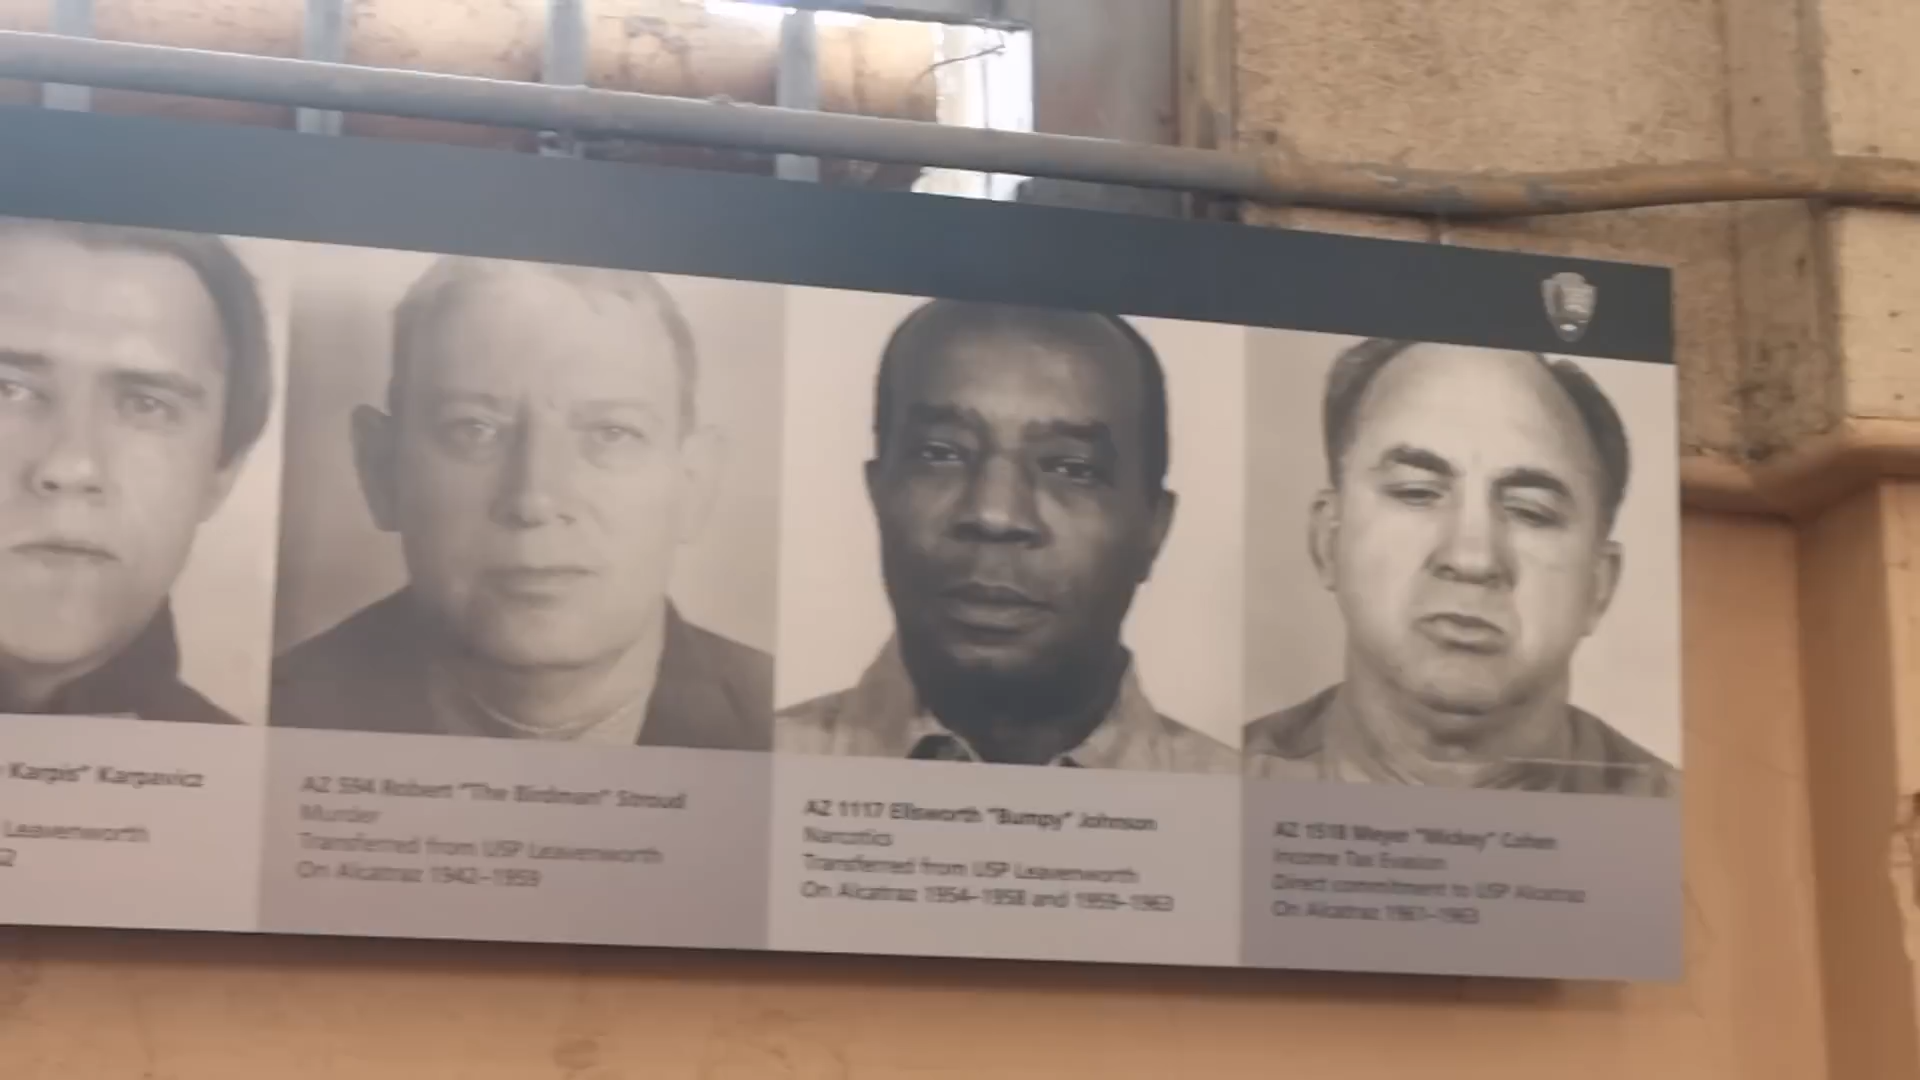 Karpis" Karpavicz
Leavenworth
2
AZ 594 Robert "The Birdman" Stroud
Murder
Transferred from USP Leavenworth
On Alcatraz 1942–1959
AZ 1117 Ellsworth "Bumpy" Johnson
Narcotics
Transferred from USP Leavenworth
On Alcatraz 1954–1958 and 1959–1963
AZ 1518 Meyer "Mickey" Cohen
Income Tax Evasion
Direct commitment to USP Alcatraz
On Alcatraz 1961–1963